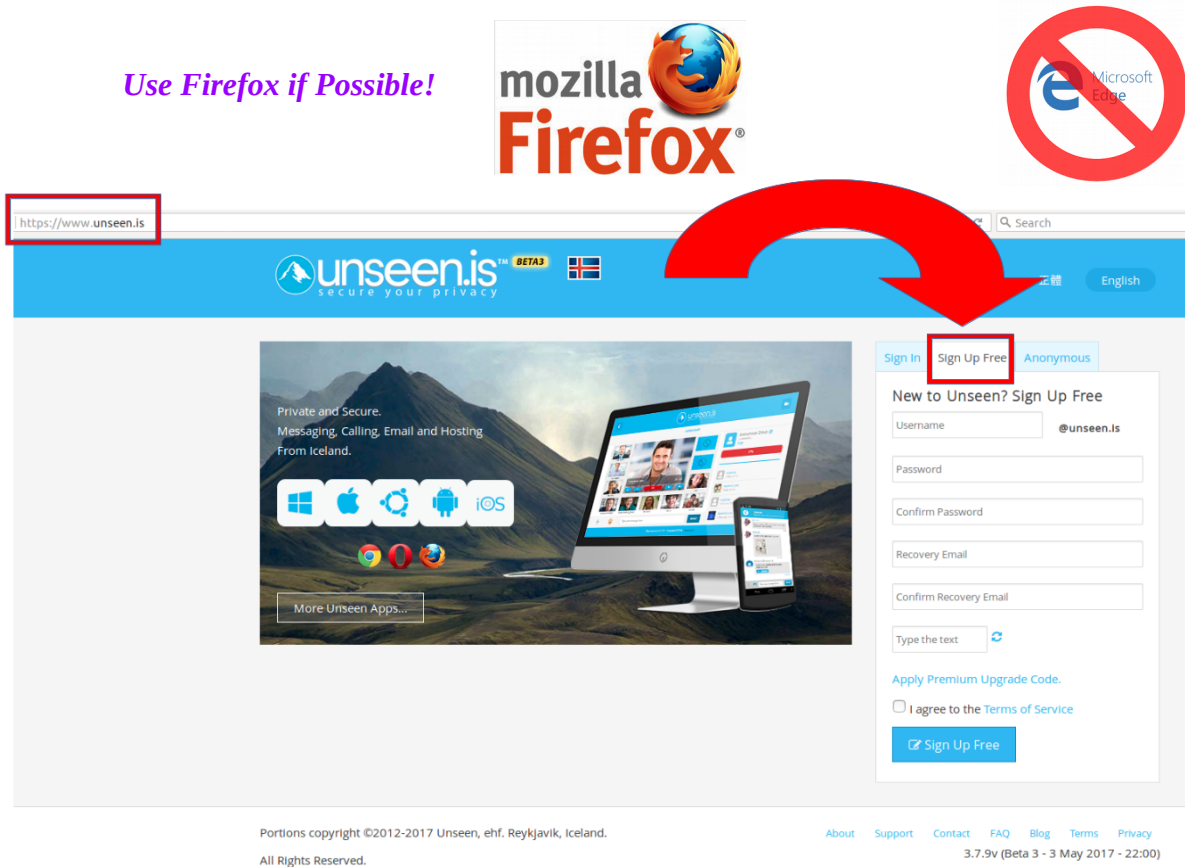 Use Firefox if Possible!
mozilla
Firefox®
Microsoft
Edge
https://www.unseen.is
Search
unseen.is™ BETA3
secure your privacy
正體
English
Sign In
Sign Up Free
Anonymous
Private and Secure.
Messaging, Calling, Email and Hosting
From Iceland.
iOS
More Unseen Apps...
New to Unseen? Sign Up Free
Username
@unseen.is
Password
Confirm Password
Recovery Email
Confirm Recovery Email
Type the text
Apply Premium Upgrade Code.
I agree to the Terms of Service
Sign Up Free
Portions copyright ©2012-2017 Unseen, ehf. Reykjavik, Iceland.
All Rights Reserved.
About Support Contact FAQ Blog Terms Privacy
3.7.9v (Beta 3 - 3 May 2017 - 22:00)